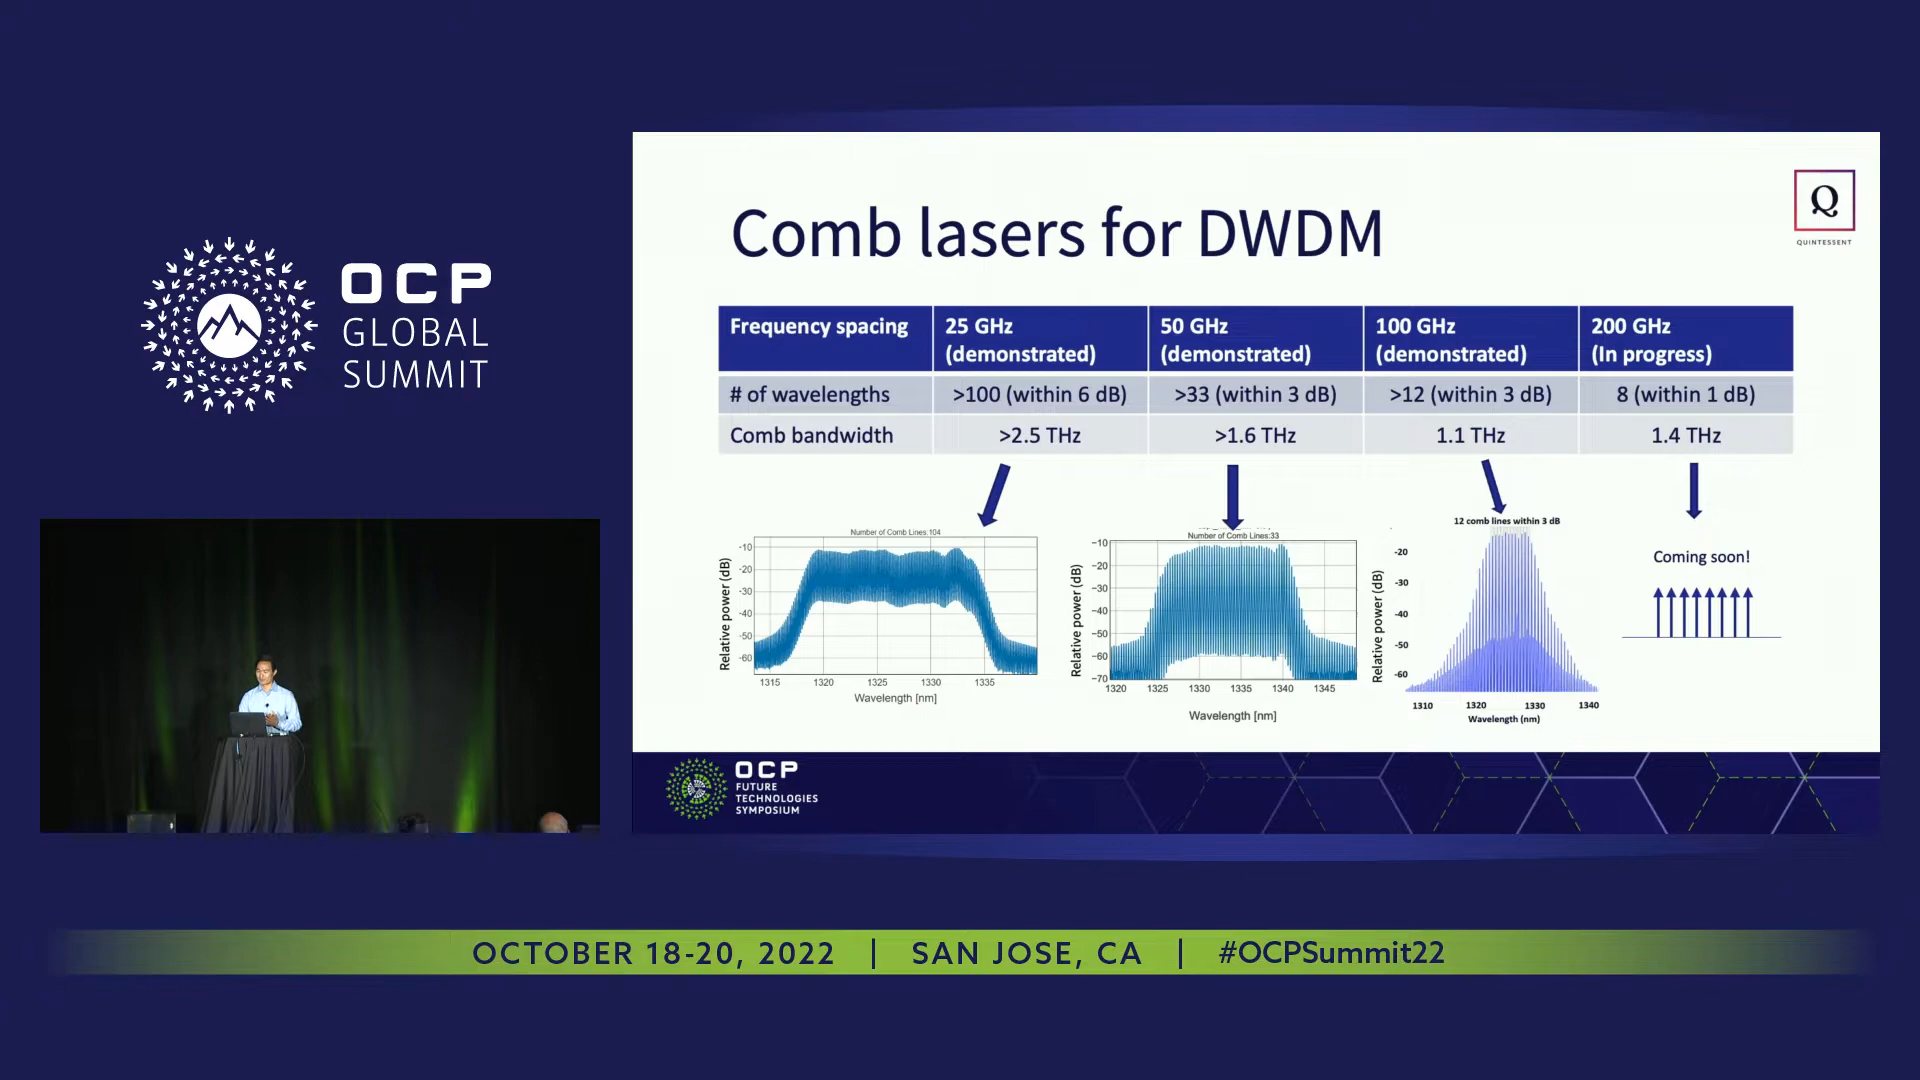 OCP
GLOBAL
SUMMIT
Comb lasers for DWDM
Q
QUINTESSENT
Frequency spacing
25 GHz
(demonstrated)
50 GHz
(demonstrated)
100 GHz
(demonstrated)
200 GHz
(In progress)
# of wavelengths
>100 (within 6 dB)
>33 (within 3 dB)
>12 (within 3 dB)
8 (within 1 dB)
Comb bandwidth
>2.5 THz
>1.6 THz
1.1 THz
1.4 THz
Number of Comb Lines:104
Relative power (dB)
-10
-20
-30
-40
-50
-60
1315 1320 1325 1330 1335
Wavelength [nm]
Number of Comb Lines:33
Relative power (dB)
-10
-20
-30
-40
-50
-60
-70
1320 1325 1330 1335 1340 1345
Wavelength [nm]
12 comb lines within 3 dB
Relative power (dB)
-20
-30
-40
-50
-60
1310 1320 1330 1340
Wavelength (nm)
Coming soon!
OCP
FUTURE
TECHNOLOGIES
SYMPOSIUM
OCTOBER 18-20, 2022 | SAN JOSE, CA | #OCPSummit22